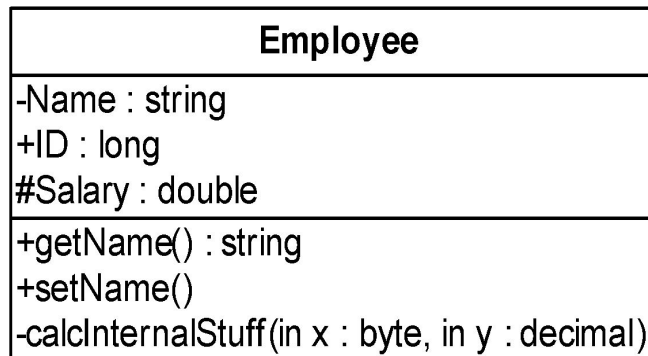 Employee
-Name : string
+ID : long
#Salary : double
+getName() : string
+setName()
-calcInternalStuff(in x : byte, in y : decimal)